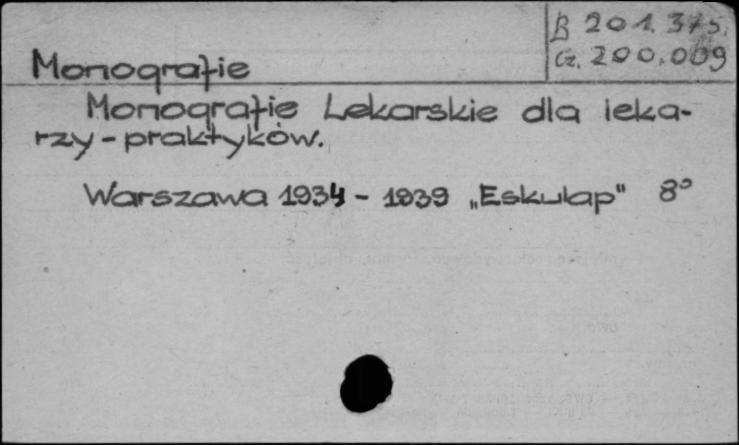 B 201.375
Cz. 200.009
Monografie
Monografie Lekarskie dla leka-
rzy-praktyków.
Warszawa 1934 - 1939 „Eskulap" 8°